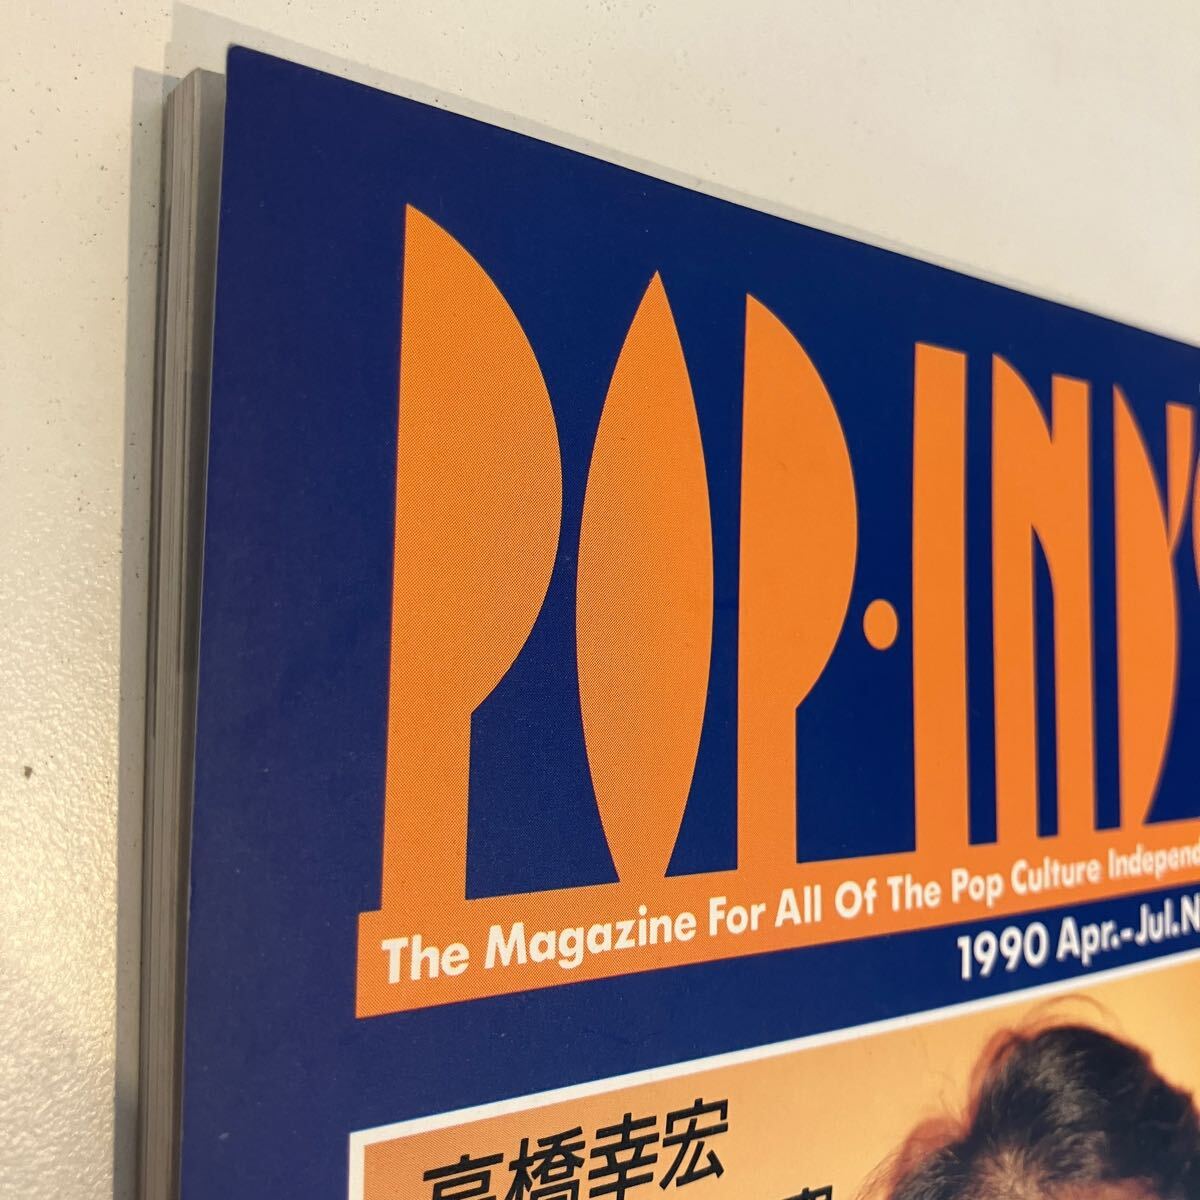 POP·IND'
The Magazine For All Of The Pop Culture Independ
1990 Apr.-Jul.N
高橋幸宏